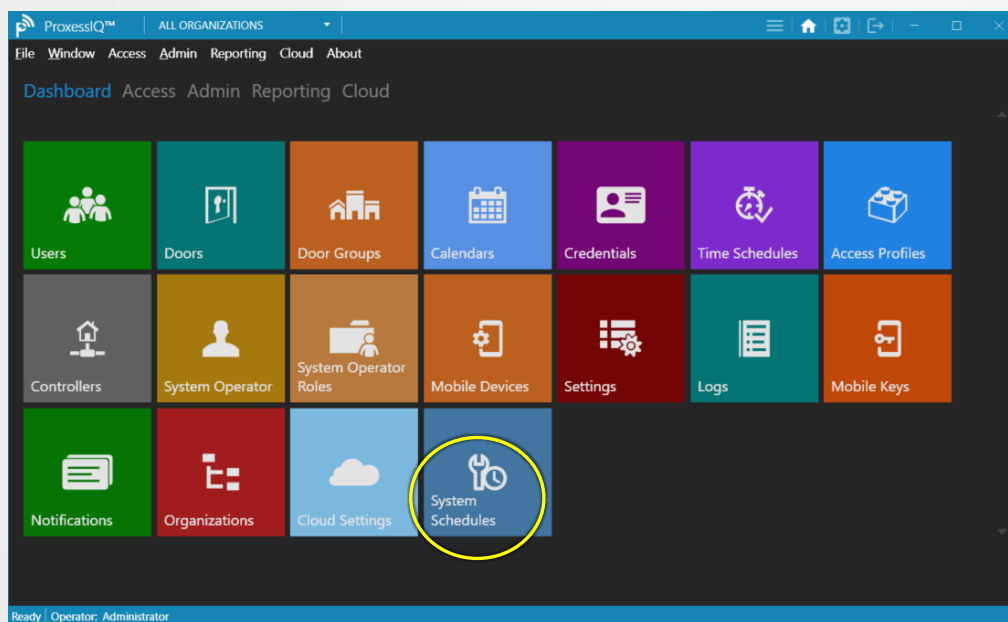 ProxessIQ™ ALL ORGANIZATIONS
File Window Access Admin Reporting Cloud About
Dashboard Access Admin Reporting Cloud
Users
Doors
Door Groups
Calendars
Credentials
Time Schedules
Access Profiles
Controllers
System Operator
System Operator
Roles
Mobile Devices
Settings
Logs
Mobile Keys
Notifications
Organizations
Cloud Settings
System
Schedules
Ready Operator: Administrator